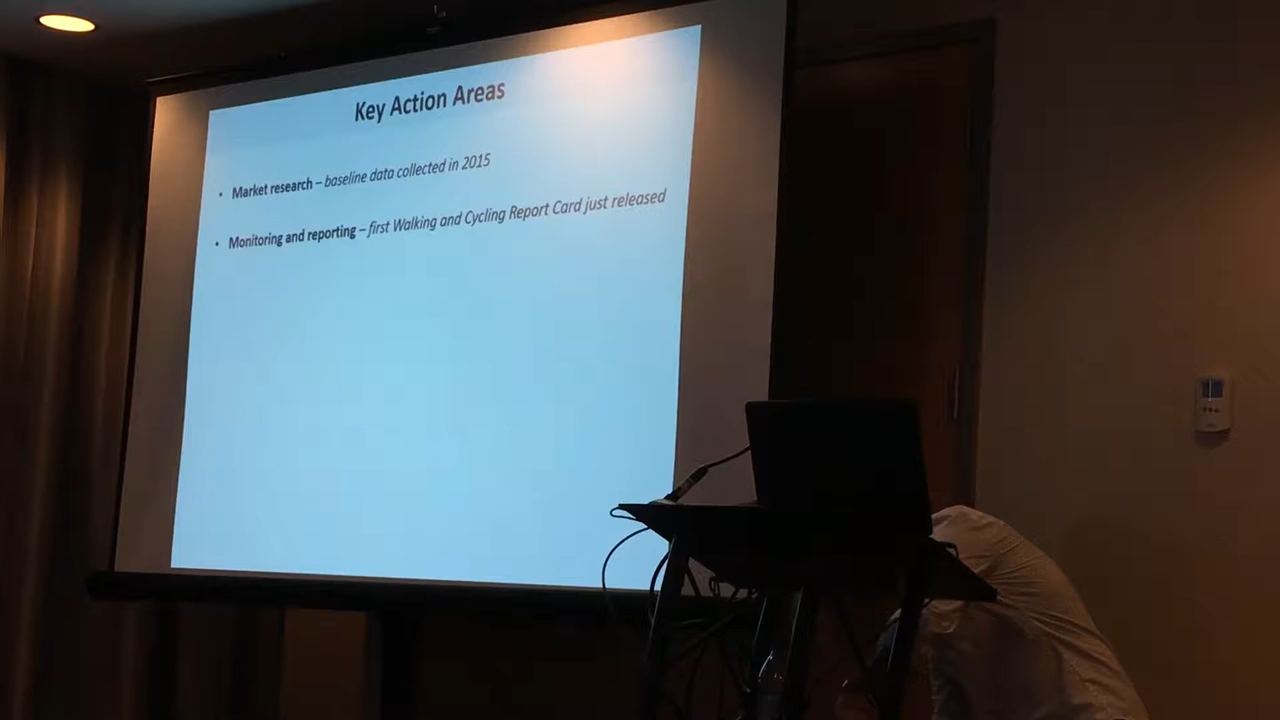 Key Action Areas
• Market research – baseline data collected in 2015
• Monitoring and reporting – first Walking and Cycling Report Card just released